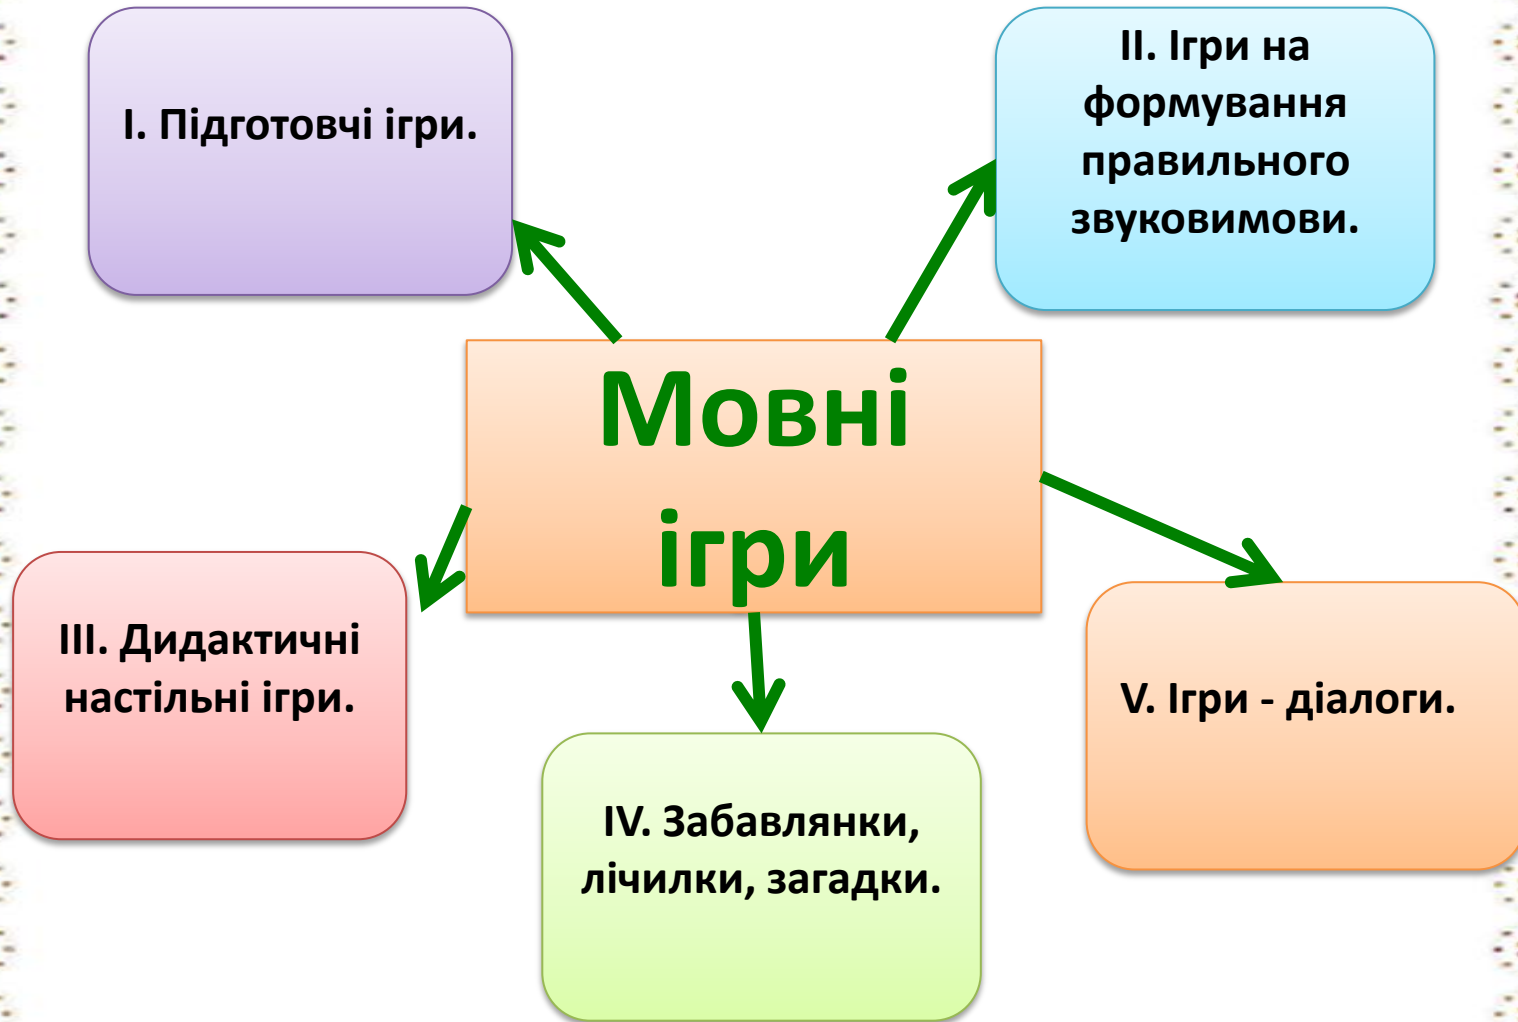 І. Підготовчі ігри.
ІІ. Ігри на
формування
правильного
звуковимови.
Мовні
ігри
ІІІ. Дидактичні
настільні ігри.
ІV. Забавлянки,
лічилки, загадки.
V. Ігри - діалоги.